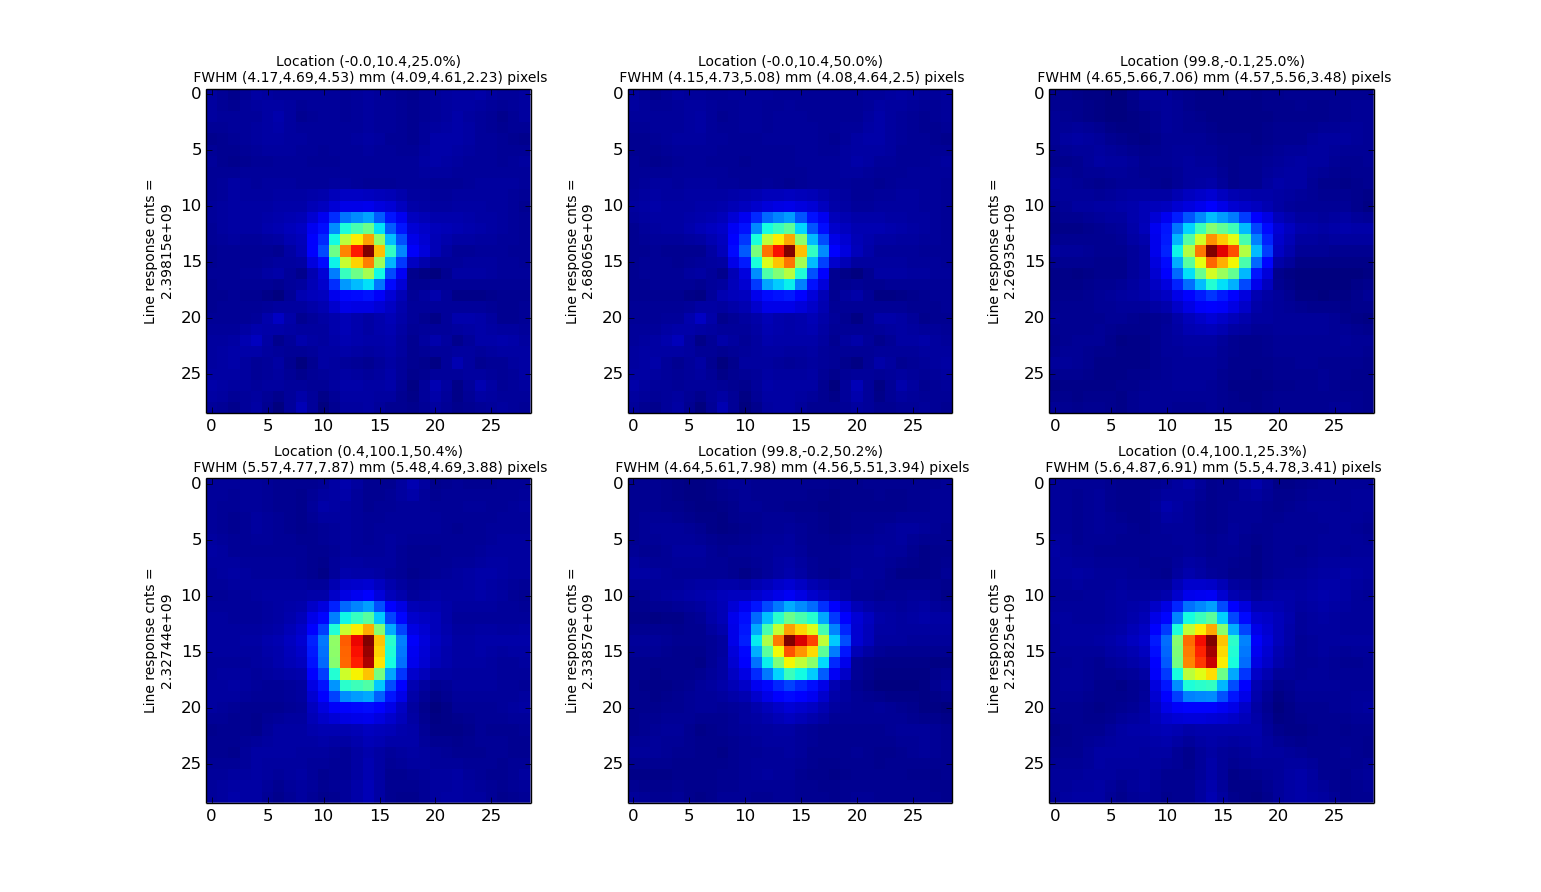 Location (-0.0,10.4,25.0%)
FWHM (4.17,4.69,4.53) mm (4.09,4.61,2.23) pixels
Line response cnts =
2.39815e+09
0
5
10
15
20
25
0 5 10 15 20 25
Location (-0.0,10.4,50.0%)
FWHM (4.15,4.73,5.08) mm (4.08,4.64,2.5) pixels
Line response cnts =
2.68065e+09
0
5
10
15
20
25
0 5 10 15 20 25
Location (99.8,-0.1,25.0%)
FWHM (4.65,5.66,7.06) mm (4.57,5.56,3.48) pixels
Line response cnts =
2.26935e+09
0
5
10
15
20
25
0 5 10 15 20 25
Location (0.4,100.1,50.4%)
FWHM (5.57,4.77,7.87) mm (5.48,4.69,3.88) pixels
Line response cnts =
2.32744e+09
0
5
10
15
20
25
0 5 10 15 20 25
Location (99.8,-0.2,50.2%)
FWHM (4.64,5.61,7.98) mm (4.56,5.51,3.94) pixels
Line response cnts =
2.33857e+09
0
5
10
15
20
25
0 5 10 15 20 25
Location (0.4,100.1,25.3%)
FWHM (5.6,4.87,6.91) mm (5.5,4.78,3.41) pixels
Line response cnts =
2.25825e+09
0
5
10
15
20
25
0 5 10 15 20 25